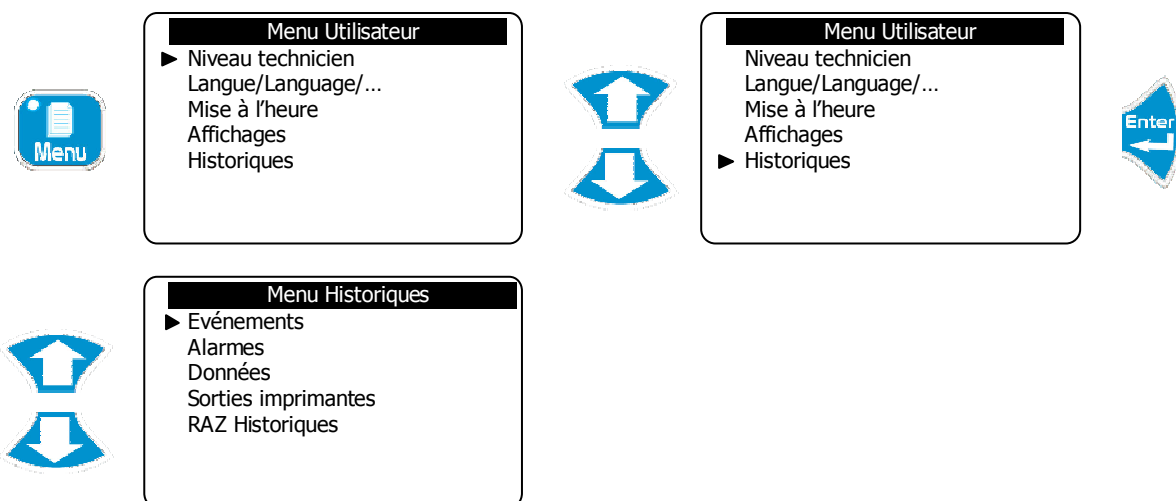 Menu
Menu Utilisateur
Niveau technicien
Langue/Language/...
Mise à l'heure
Affichages
Historiques
Menu Utilisateur
Niveau technicien
Langue/Language/...
Mise à l'heure
Affichages
Historiques
Enter
Menu Historiques
Evénements
Alarmes
Données
Sorties imprimantes
RAZ Historiques